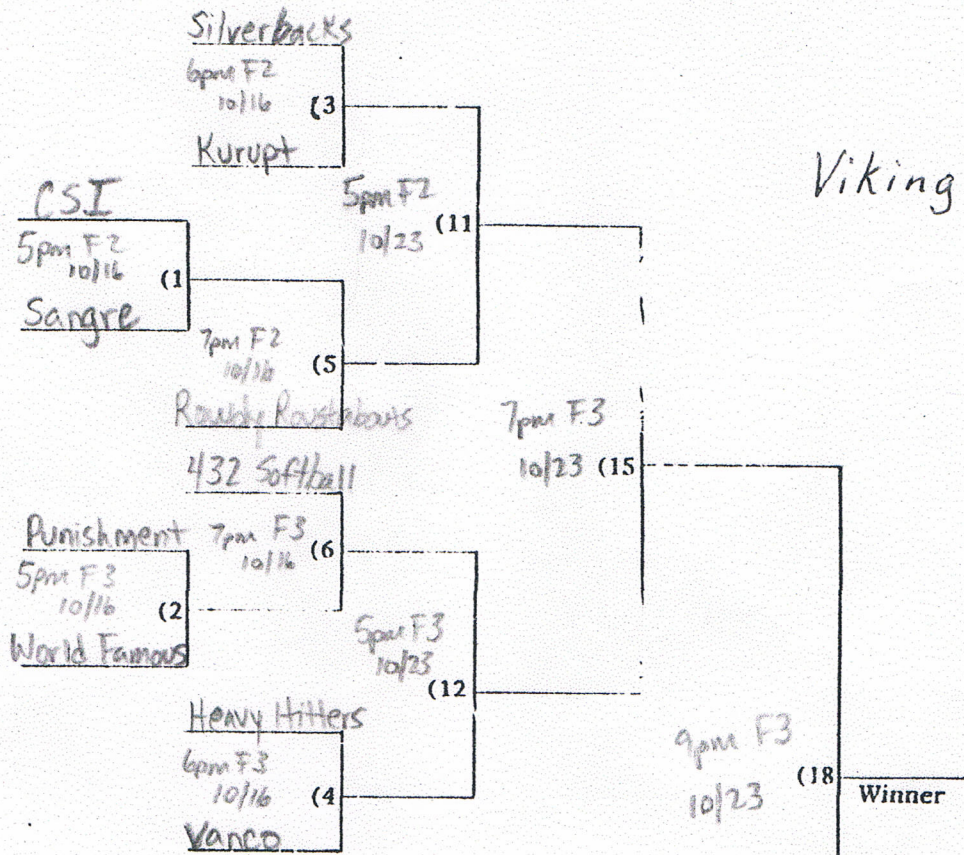 Silverbacks
6pm F2
10/16 (3
Kurupt
Viking
CSI
5pm F2
10/23 (11
5pm F2
10/16 (1
Sangre
7pm F2
10/16 (5
Rowdy Roustabouts
432 Softball
7pm F3
10/23 (15
Punishment
7pm F3
10/16 (6
5pm F3
10/16 (2
World Famous
5pm F3
10/23
(12
Heavy Hitters
6pm F3
10/16 (4
Vanco
9pm F3
10/23 (18
Winner